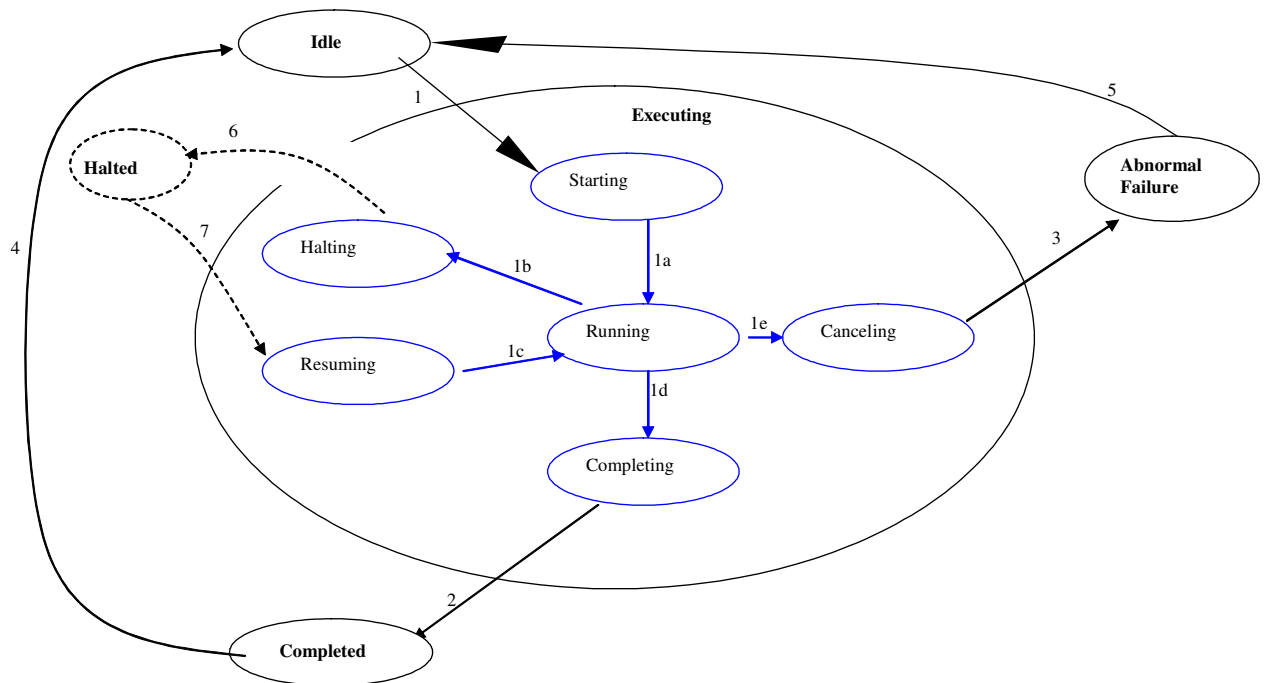 Idle
5
1
Executing
6
Halted
Abnormal
Failure
Starting
7
3
4
Halting
1b
1a
Running
1e
Canceling
Resuming
1c
1d
Completing
2
Completed